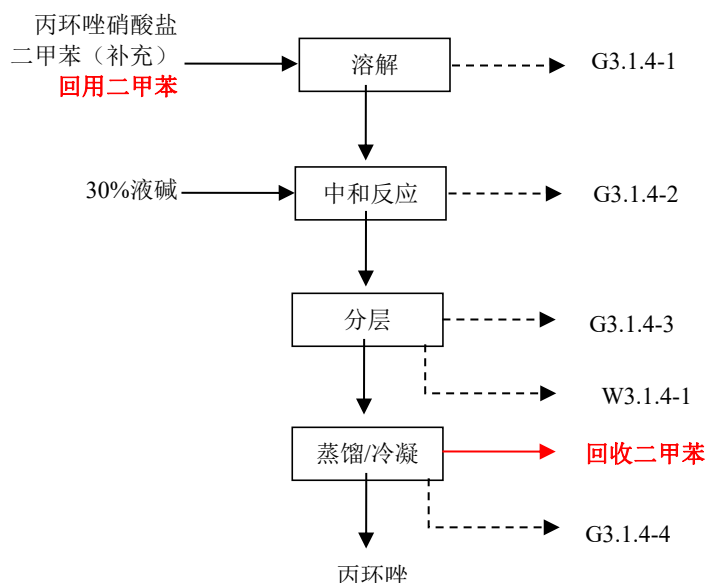 丙环唑硝酸盐
二甲苯（补充）
回用二甲苯
溶解
G3.1.4-1
30%液碱
中和反应
G3.1.4-2
分层
G3.1.4-3
W3.1.4-1
蒸馏/冷凝
回收二甲苯
G3.1.4-4
丙环唑